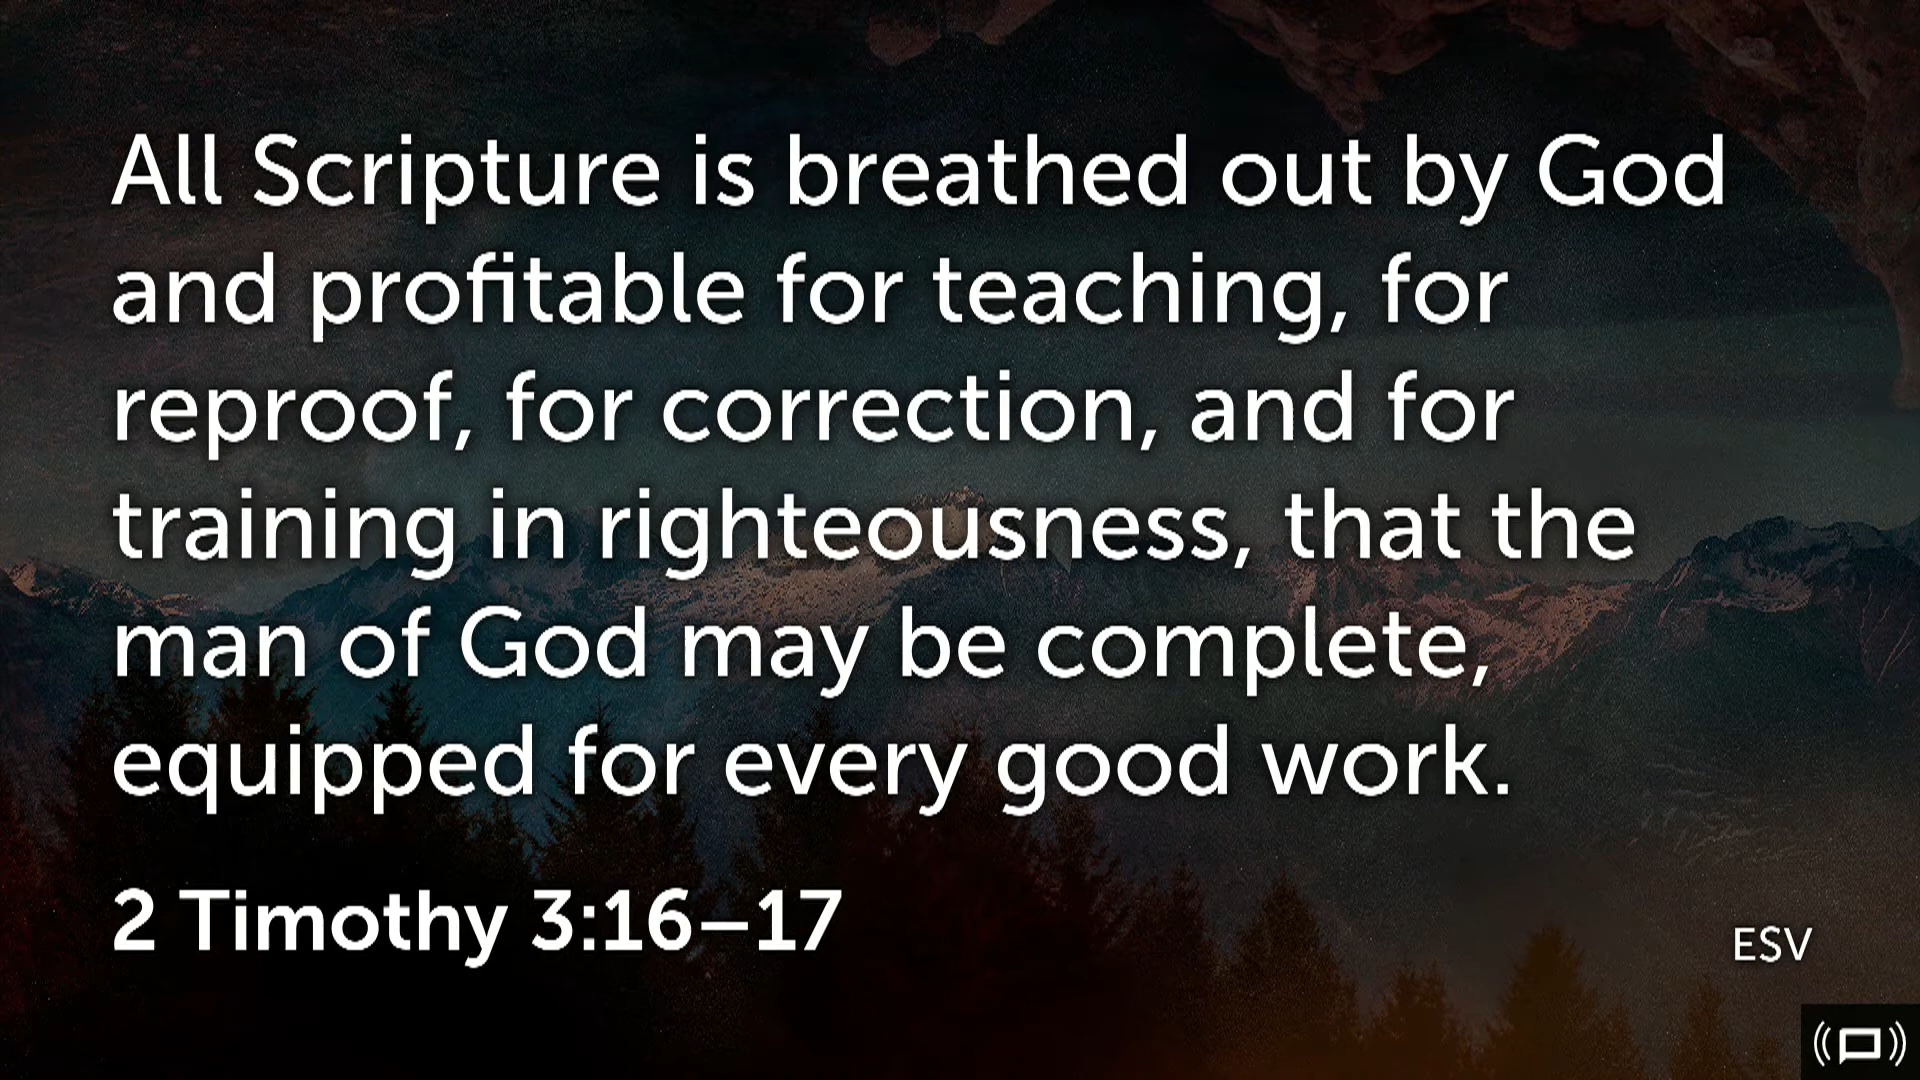 All Scripture is breathed out by God
and profitable for teaching, for
reproof, for correction, and for
training in righteousness, that the
man of God may be complete,
equipped for every good work.
2 Timothy 3:16–17
ESV